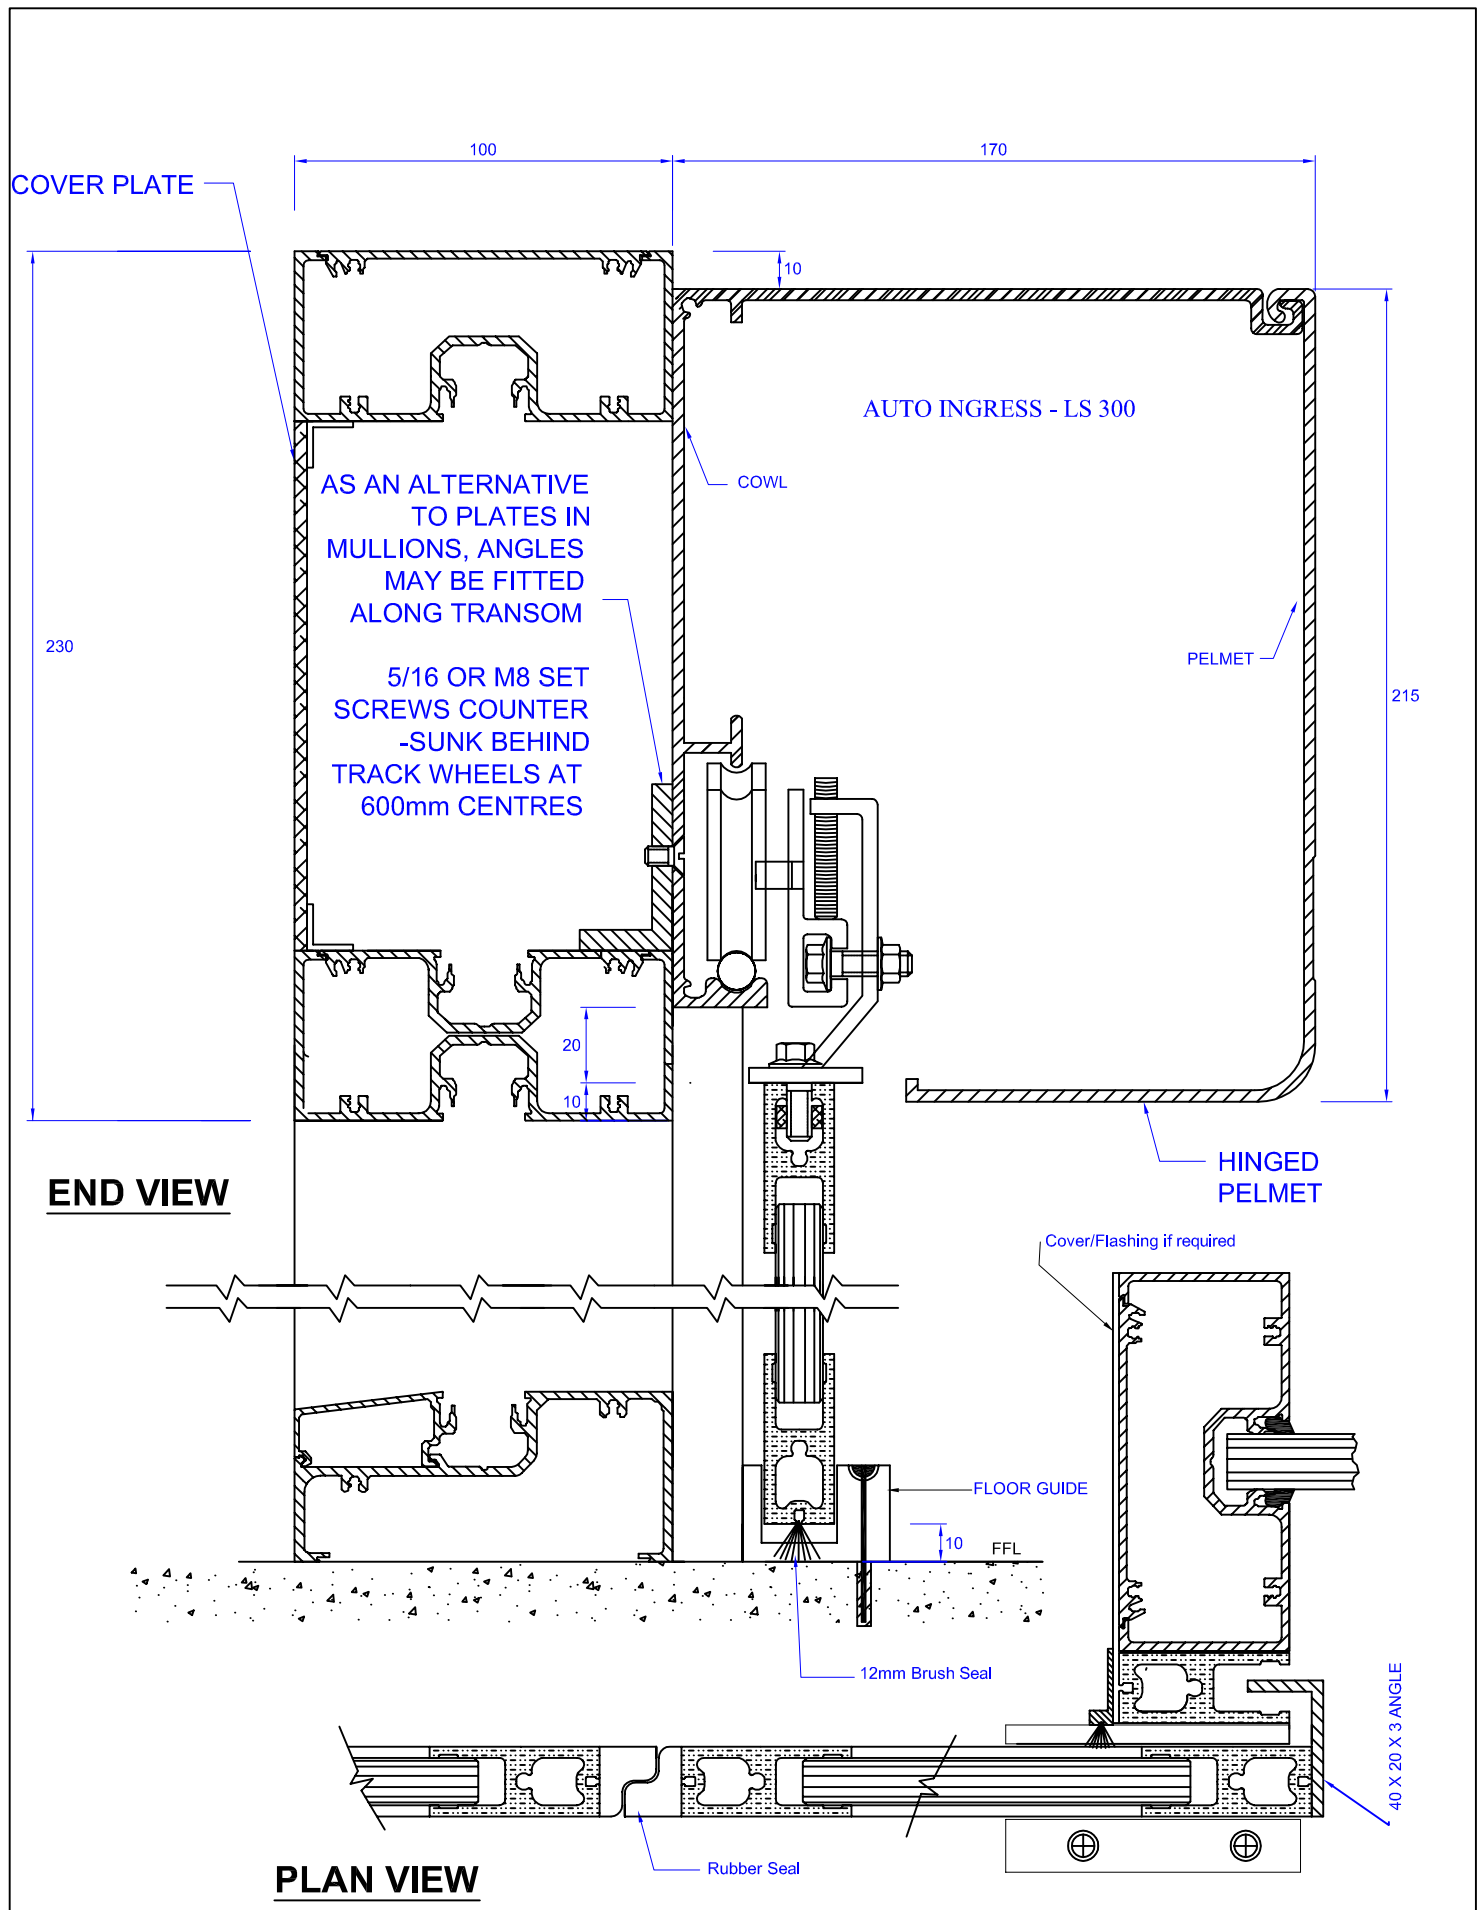 100
170
COVER PLATE
10
AUTO INGRESS - LS 300
COWL
AS AN ALTERNATIVE
TO PLATES IN
MULLIONS, ANGLES
MAY BE FITTED
ALONG TRANSOM
5/16 OR M8 SET
SCREWS COUNTER
-SUNK BEHIND
TRACK WHEELS AT
600mm CENTRES
230
PELMET
215
20
10
HINGED
PELMET
END VIEW
Cover/Flashing if required
FLOOR GUIDE
10
FFL
12mm Brush Seal
40 X 20 X 3 ANGLE
Rubber Seal
PLAN VIEW